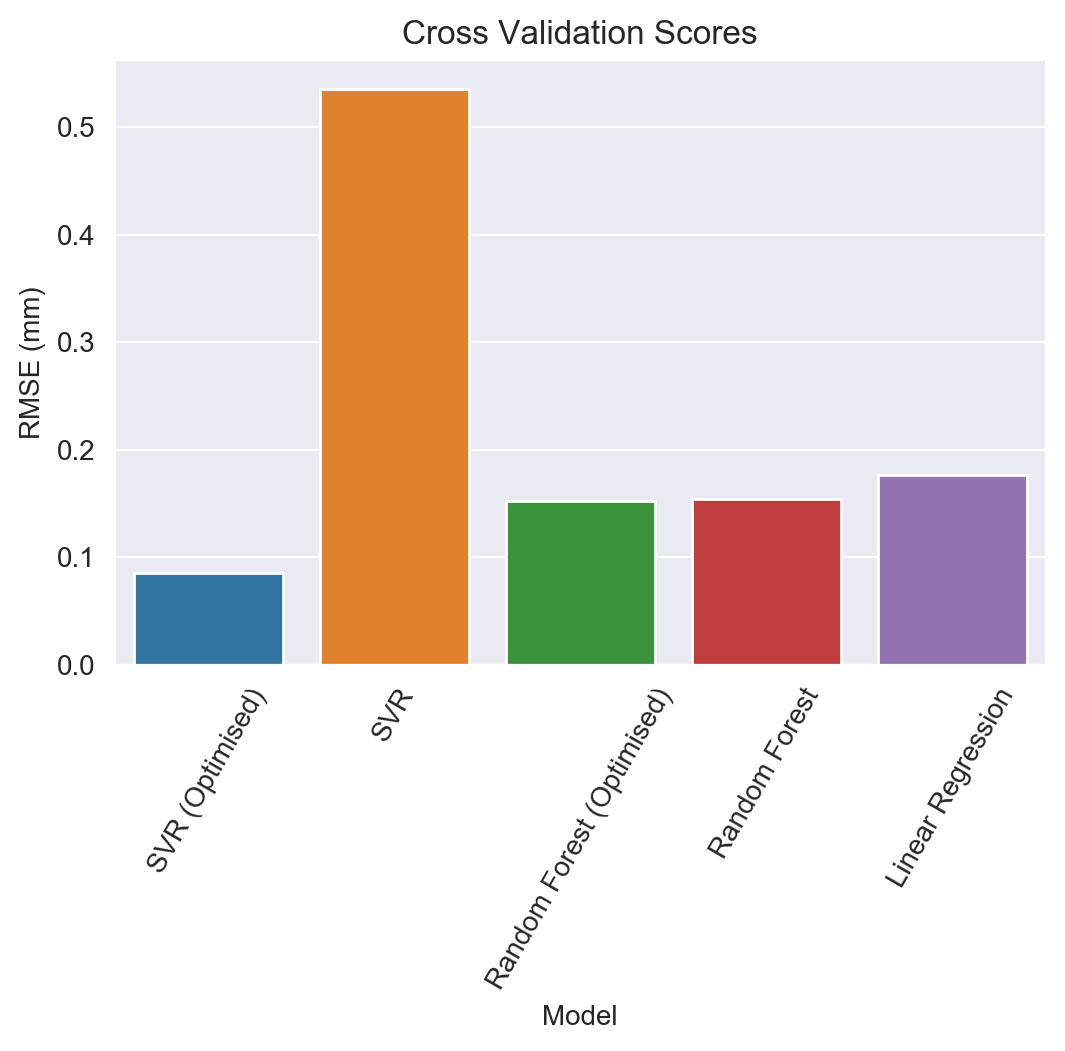 Cross Validation Scores
RMSE (mm)
0.5
0.4
0.3
0.2
0.1
0.0
SVR (Optimised)
SVR
Random Forest (Optimised)
Random Forest
Linear Regression
Model